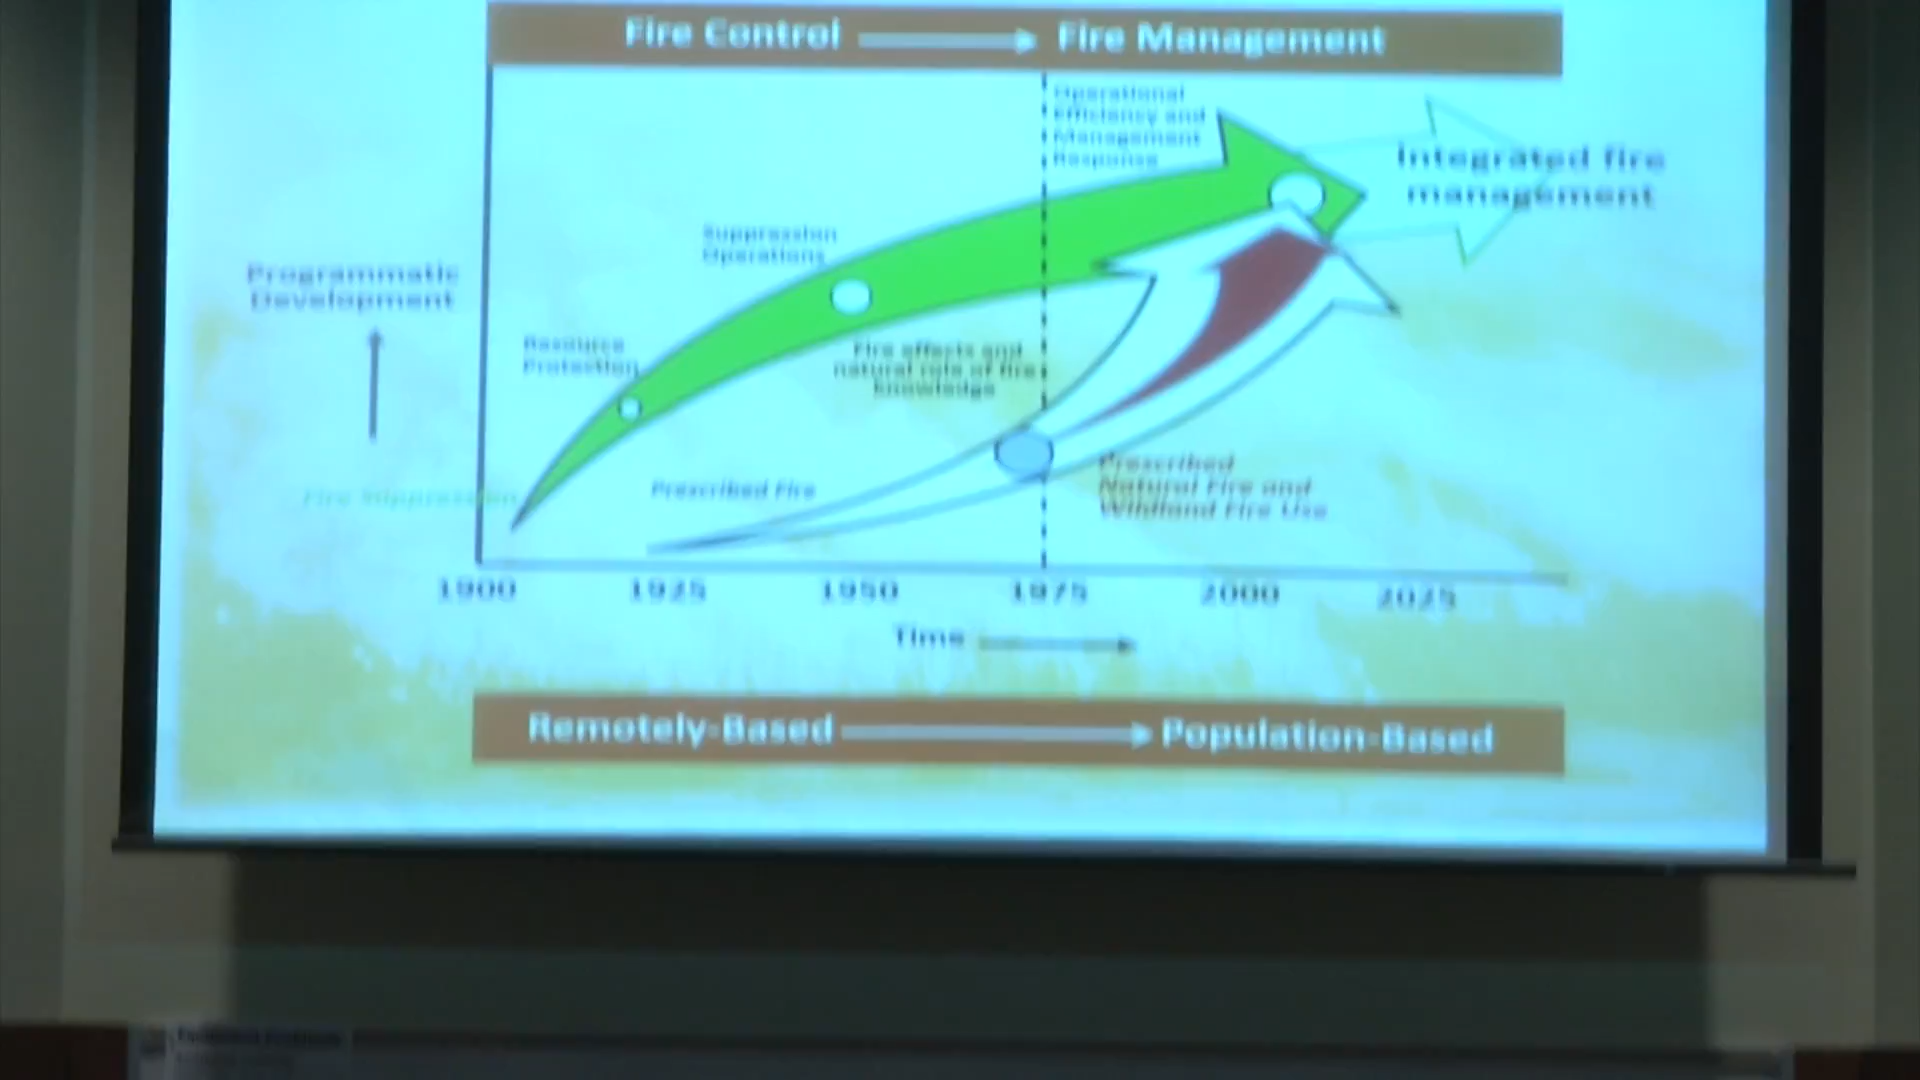 Fire Control
Fire Management
Operational
Efficiency and
Management
Response
Integrated fire
management
Suppression
Operations
Programmatic
Development
Resource
Protection
Fire effects and
natural role of fire
knowledge
Prescribed
Natural Fire and
Wildland Fire Use
Prescribed Fire
Fire Suppression
1900 1925 1950 1975 2000 2025
Time
Remotely-Based
Population-Based